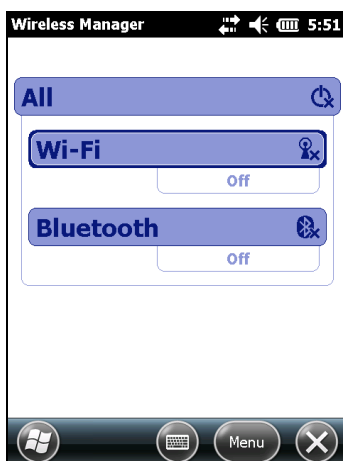 Wireless Manager 5:51
All
Wi-Fi
Off
Bluetooth
Off
Menu